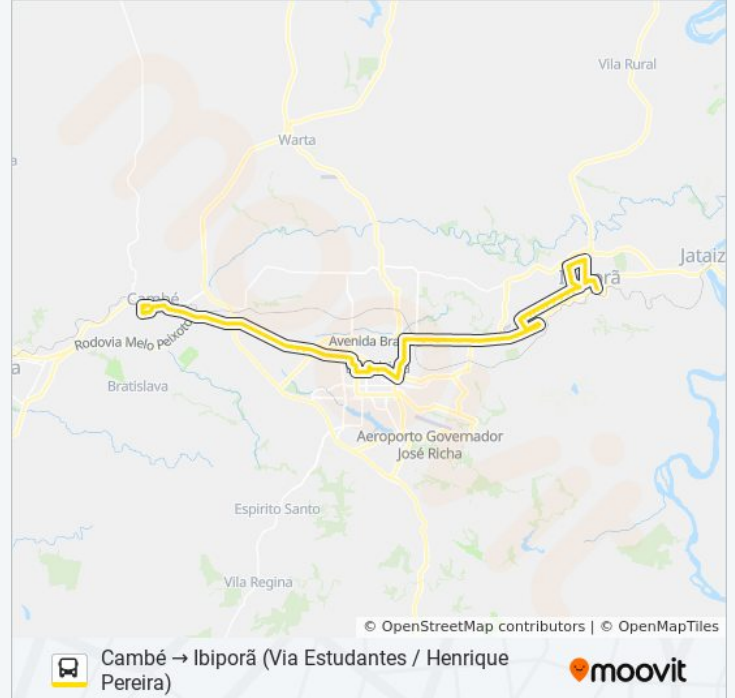 Vila Rural
Warta
Jataiz
Cambé
Rodovia Melo Peixoto
Avenida Bra
Bratislava
Aeroporto Governador
José Richa
Espirito Santo
Vila Regina
© OpenStreetMap contributors | © OpenMapTiles
Cambé → Ibiporã (Via Estudantes / Henrique
Pereira)
moovit